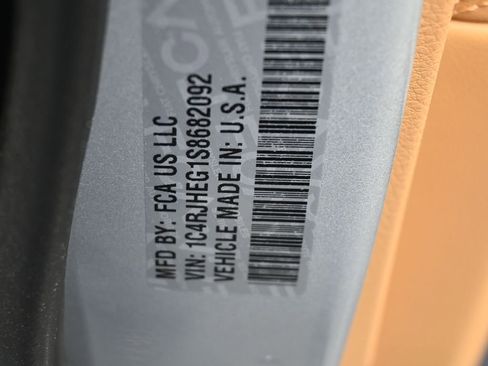 MFD BY: FCA US LLC
VIN: 1C4RJHEG1S8682092
VEHICLE MADE IN: U.S.A.